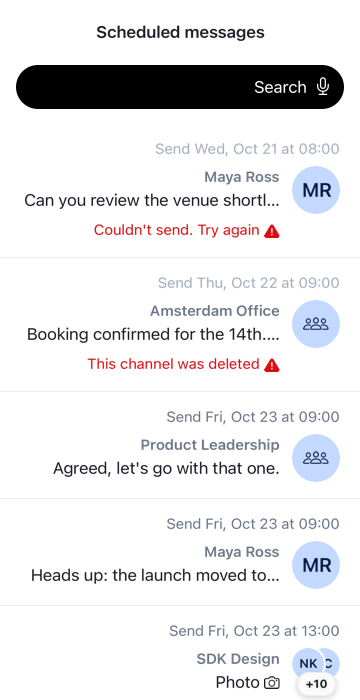 Scheduled messages
Search
Send Wed, Oct 21 at 08:00
Maya Ross
MR
Can you review the venue shortl...
Couldn't send. Try again
Send Thu, Oct 22 at 09:00
Amsterdam Office
Booking confirmed for the 14th....
This channel was deleted
Send Fri, Oct 23 at 09:00
Product Leadership
Agreed, let's go with that one.
Send Fri, Oct 23 at 09:00
Maya Ross
MR
Heads up: the launch moved to...
Send Fri, Oct 23 at 13:00
SDK Design
NK
Photo
+10